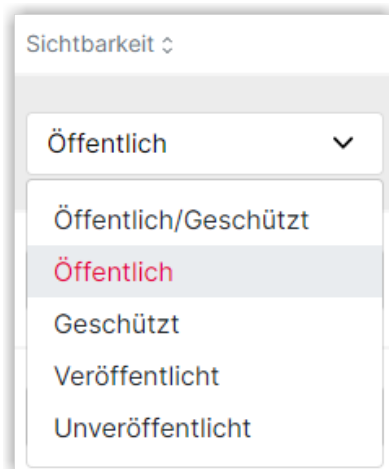 Sichtbarkeit
Öffentlich
Öffentlich/Geschützt
Öffentlich
Geschützt
Veröffentlicht
Unveröffentlicht